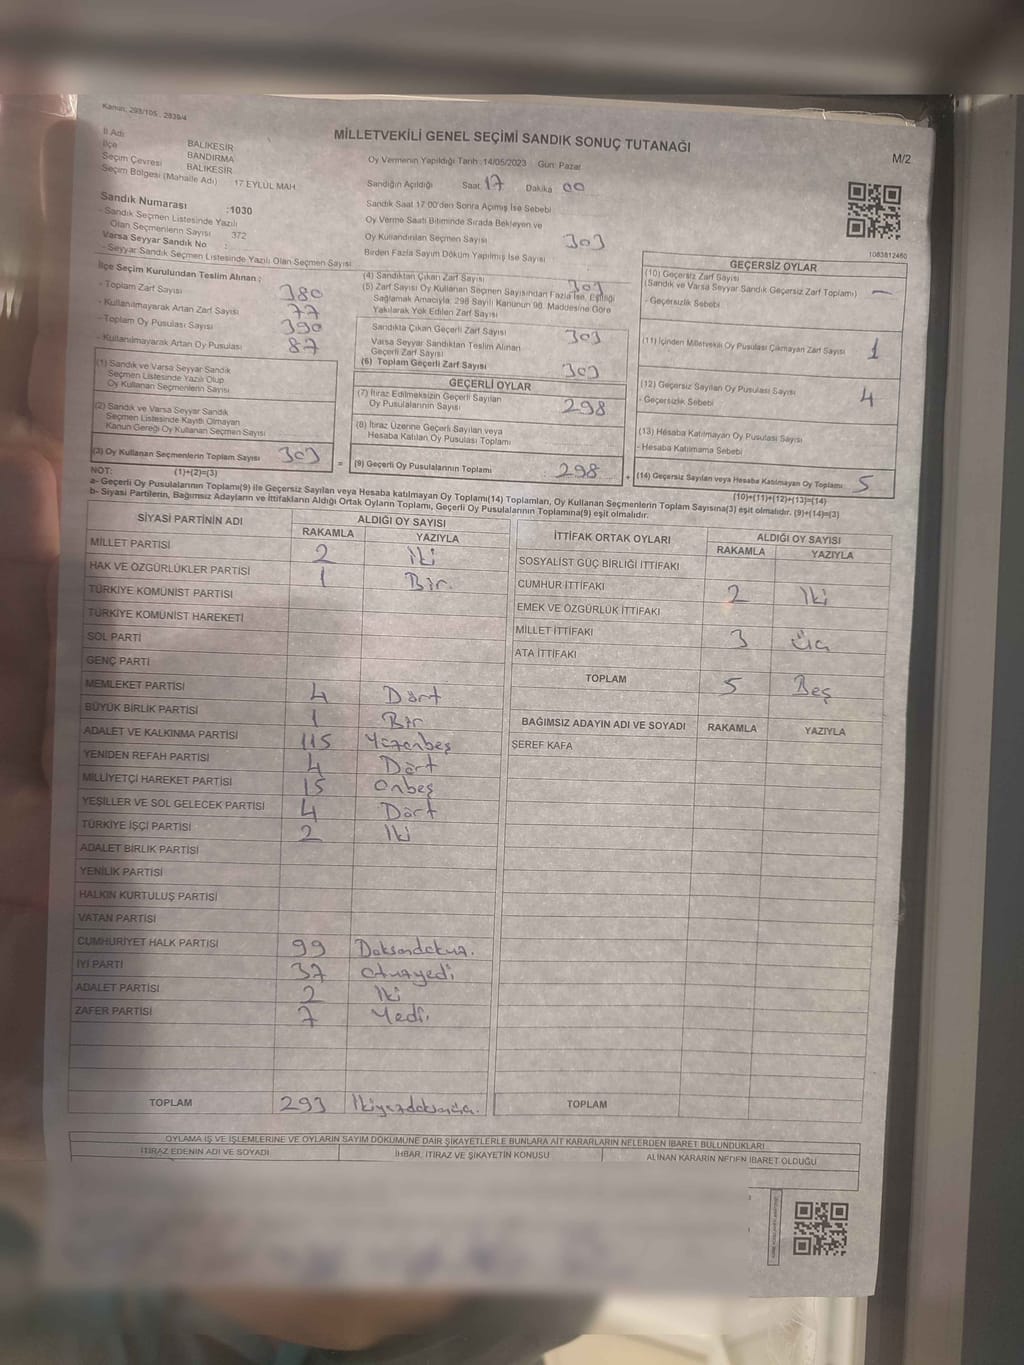 Kanun: 298/105 , 2839/4
MİLLETVEKİLİ GENEL SEÇİMİ SANDIK SONUÇ TUTANAĞI
M/2
İl Adı BALIKESİR
İlçe BANDIRMA
Seçim Çevresi BALIKESİR
Seçim Bölgesi (Mahalle Adı) 17 EYLÜL MAH.
Sandık Numarası :1030
- Sandık Seçmen Listesinde Yazılı
Olan Seçmenlerin Sayısı 372
Varsa Seyyar Sandık No :
- Seyyar Sandık Seçmen Listesinde Yazılı Olan Seçmen Sayısı
Oy Vermenin Yapıldığı Tarih :14/05/2023 Gün: Pazar
Sandığın Açıldığı Saat: 17 Dakika 00
Sandık Saat 17:00'den Sonra Açılmış İse Sebebi
Oy Verme Saati Bitiminde Sırada Bekleyen ve
Oy Kullandırılan Seçmen Sayısı 303
Birden Fazla Sayım Döküm Yapılmış İse Sayısı
1083812460
İlçe Seçim Kurulundan Teslim Alınan ;
- Toplam Zarf Sayısı 380
- Kullanılmayarak Artan Zarf Sayısı 77
- Toplam Oy Pusulası Sayısı 390
- Kullanılmayarak Artan Oy Pusulası 87
(1) Sandık ve Varsa Seyyar Sandık
Seçmen Listesinde Yazılı Olup
Oy Kullanan Seçmenlerin Sayısı
(2) Sandık ve Varsa Seyyar Sandık
Seçmen Listesinde Kayıtlı Olmayan
Kanun Gereği Oy Kullanan Seçmen Sayısı
(3) Oy Kullanan Seçmenlerin Toplam Sayısı 303
(1)+(2)=(3)
(4) Sandıktan Çıkan Zarf Sayısı 303
(5) Zarf Sayısı Oy Kullanan Seçmen Sayısından Fazla İse, Eşitliği
Sağlamak Amacıyla, 298 Sayılı Kanunun 98. Maddesine Göre
Yakılarak Yok Edilen Zarf Sayısı
Sandıkta Çıkan Geçerli Zarf Sayısı 303
Varsa Seyyar Sandıktan Teslim Alınan
Geçerli Zarf Sayısı
(6) Toplam Geçerli Zarf Sayısı 303
GEÇERLİ OYLAR
(7) İtiraz Edilmeksizin Geçerli Sayılan
Oy Pusulalarının Sayısı 298
(8) İtiraz Üzerine Geçerli Sayılan veya
Hesaba Katılan Oy Pusulası Toplamı
= (9) Geçerli Oy Pusulalarının Toplamı 298
GEÇERSİZ OYLAR
(10) Geçersiz Zarf Sayısı
(Sandık ve Varsa Seyyar Sandık Geçersiz Zarf Toplamı) —
- Geçersizlik Sebebi
(11) İçinden Milletvekili Oy Pusulası Çıkmayan Zarf Sayısı 1
(12) Geçersiz Sayılan Oy Pusulası Sayısı 4
- Geçersizlik Sebebi
(13) Hesaba Katılmayan Oy Pusulası Sayısı
- Hesaba Katılmama Sebebi
+ (14) Geçersiz Sayılan veya Hesaba Katılmayan Oy Toplamı 5
(10)+(11)+(12)+(13)=(14)
NOT:
a- Geçerli Oy Pusulalarının Toplamı(9) ile Geçersiz Sayılan veya Hesaba katılmayan Oy Toplamı(14) Toplamları, Oy Kullanan Seçmenlerin Toplam Sayısına(3) eşit olmalıdır. (9)+(14)=(3)
b- Siyasi Partilerin, Bağımsız Adayların ve İttifakların Aldığı Ortak Oyların Toplamı, Geçerli Oy Pusulalarının Toplamına(9) eşit olmalıdır.
SİYASİ PARTİNİN ADI ALDIĞI OY SAYISI
RAKAMLA YAZIYLA
MİLLET PARTİSİ 2 İki
HAK VE ÖZGÜRLÜKLER PARTİSİ 1 Bir.
TÜRKİYE KOMÜNİST PARTİSİ
TÜRKİYE KOMÜNİST HAREKETİ
SOL PARTİ
GENÇ PARTİ
MEMLEKET PARTİSİ 4 Dört
BÜYÜK BİRLİK PARTİSİ 1 Bir
ADALET VE KALKINMA PARTİSİ 115 Yüzonbeş
YENİDEN REFAH PARTİSİ 4 Dört
MİLLİYETÇİ HAREKET PARTİSİ 15 Onbeş
YEŞİLLER VE SOL GELECEK PARTİSİ 4 Dört
TÜRKİYE İŞÇİ PARTİSİ 2 İki
ADALET BİRLİK PARTİSİ
YENİLİK PARTİSİ
HALKIN KURTULUŞ PARTİSİ
VATAN PARTİSİ
CUMHURİYET HALK PARTİSİ 99 Doksandokuz.
İYİ PARTİ 37 Otuzyedi
ADALET PARTİSİ 2 İki
ZAFER PARTİSİ 7 Yedi.
TOPLAM 293 İkiyüzdoksanüç.
İTTİFAK ORTAK OYLARI ALDIĞI OY SAYISI
RAKAMLA YAZIYLA
SOSYALİST GÜÇ BİRLİĞİ İTTİFAKI
CUMHUR İTTİFAKI 2 İki
EMEK VE ÖZGÜRLÜK İTTİFAKI
MİLLET İTTİFAKI 3 Üç
ATA İTTİFAKI
TOPLAM 5 Beş
BAĞIMSIZ ADAYIN ADI VE SOYADI RAKAMLA YAZIYLA
ŞEREF KAFA
TOPLAM
OYLAMA İŞ VE İŞLEMLERİNE VE OYLARIN SAYIM DÖKÜMÜNE DAİR ŞİKAYETLERLE BUNLARA AİT KARARLARIN NELERDEN İBARET BULUNDUKLARI
İTİRAZ EDENİN ADI VE SOYADI İHBAR, İTİRAZ VE ŞİKAYETİN KONUSU ALINAN KARARIN NEDEN İBARET OLDUĞU